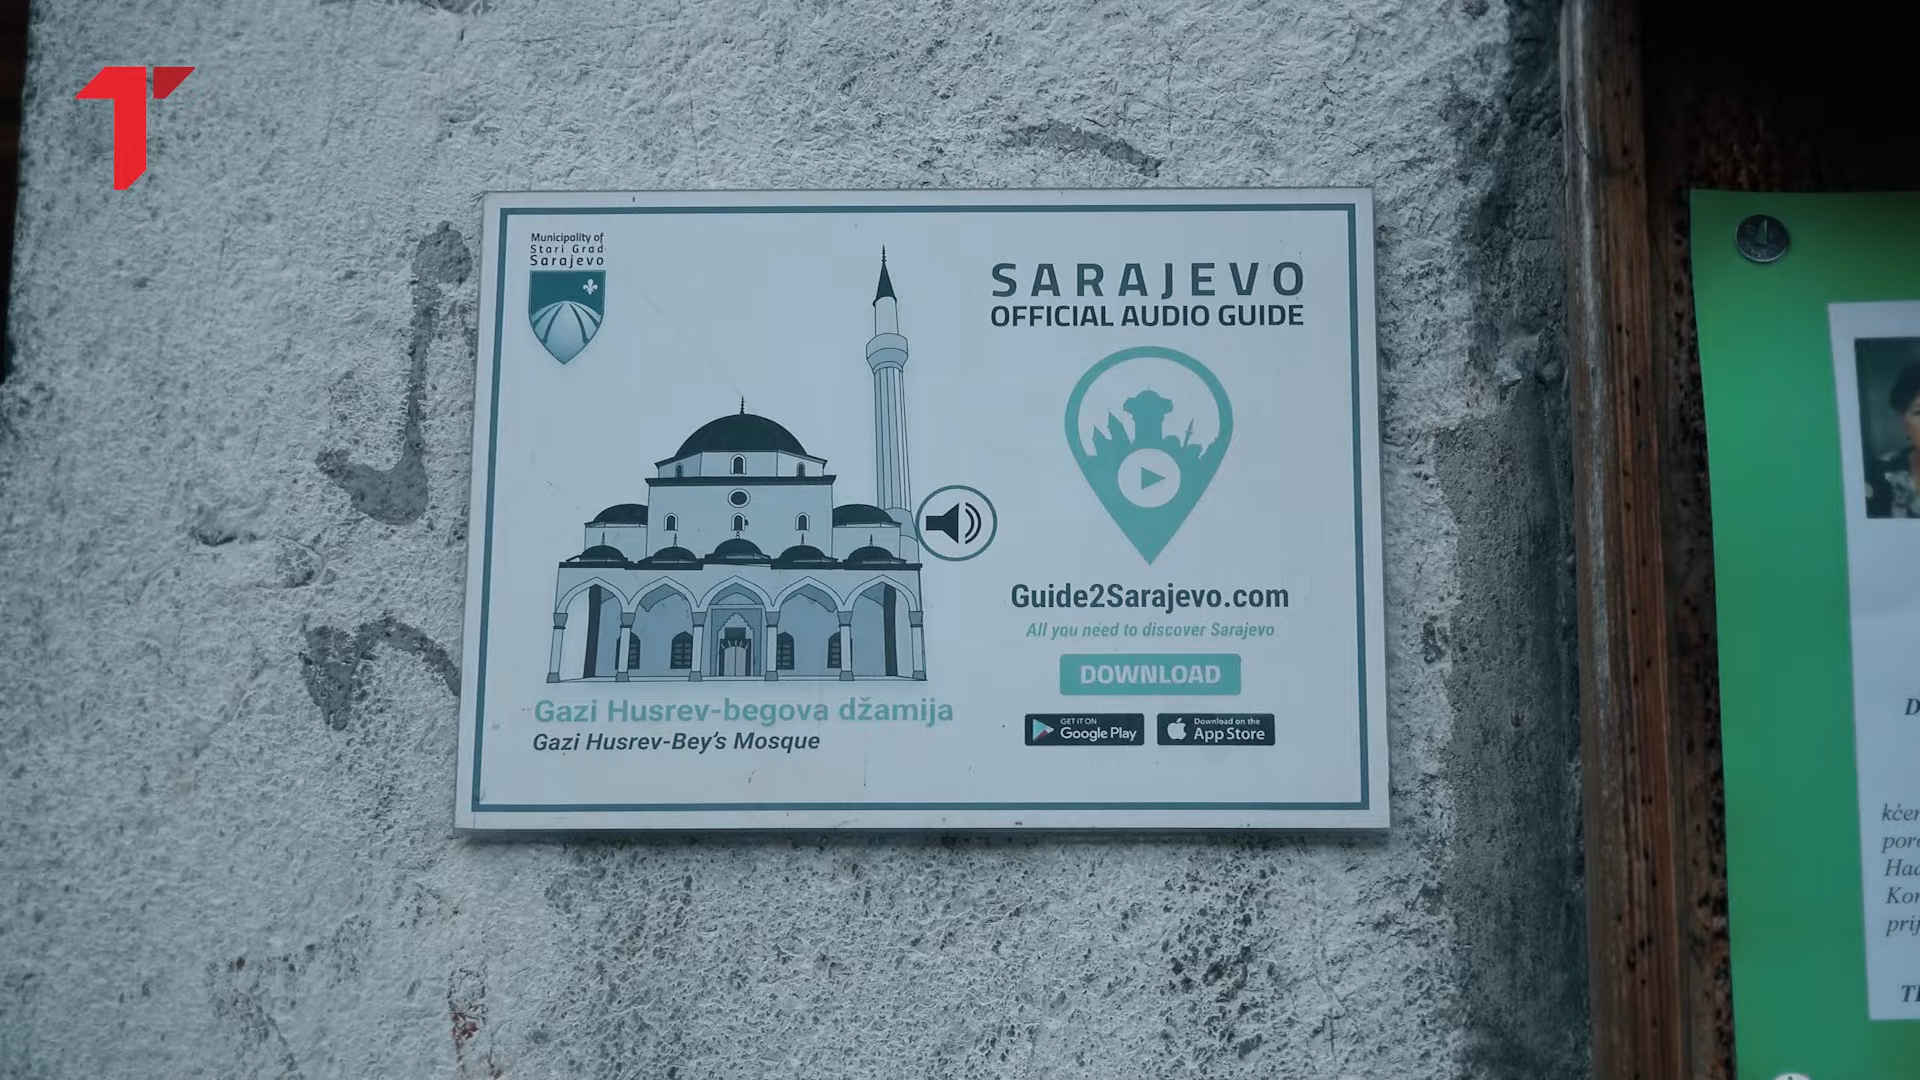 Municipality of
Stari Grad
Sarajevo
SARAJEVO
OFFICIAL AUDIO GUIDE
Guide2Sarajevo.com
All you need to discover Sarajevo
DOWNLOAD
GET IT ON
Google Play
Download on the
App Store
Gazi Husrev-begova džamija
Gazi Husrev-Bey's Mosque